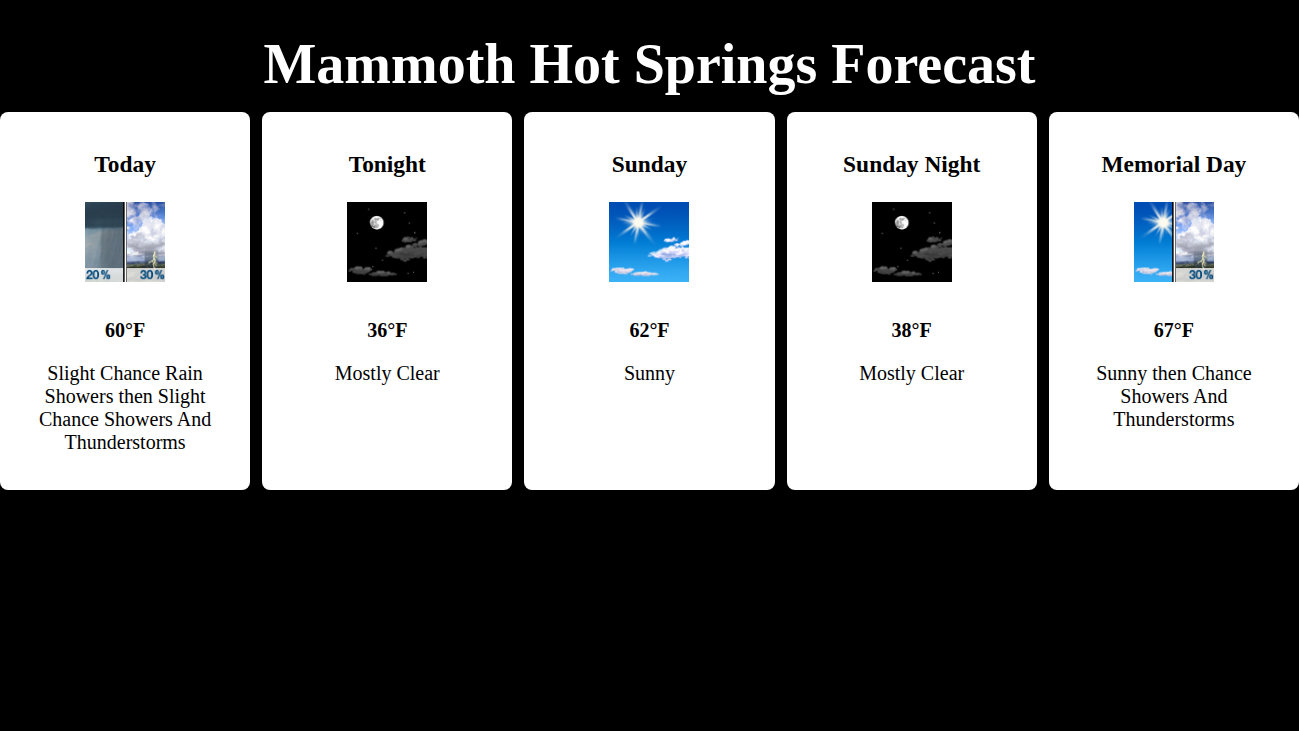 Mammoth Hot Springs Forecast
Today
20%
30%
60°F
Slight Chance Rain
Showers then Slight
Chance Showers And
Thunderstorms
Tonight
36°F
Mostly Clear
Sunday
62°F
Sunny
Sunday Night
38°F
Mostly Clear
Memorial Day
30%
67°F
Sunny then Chance
Showers And
Thunderstorms